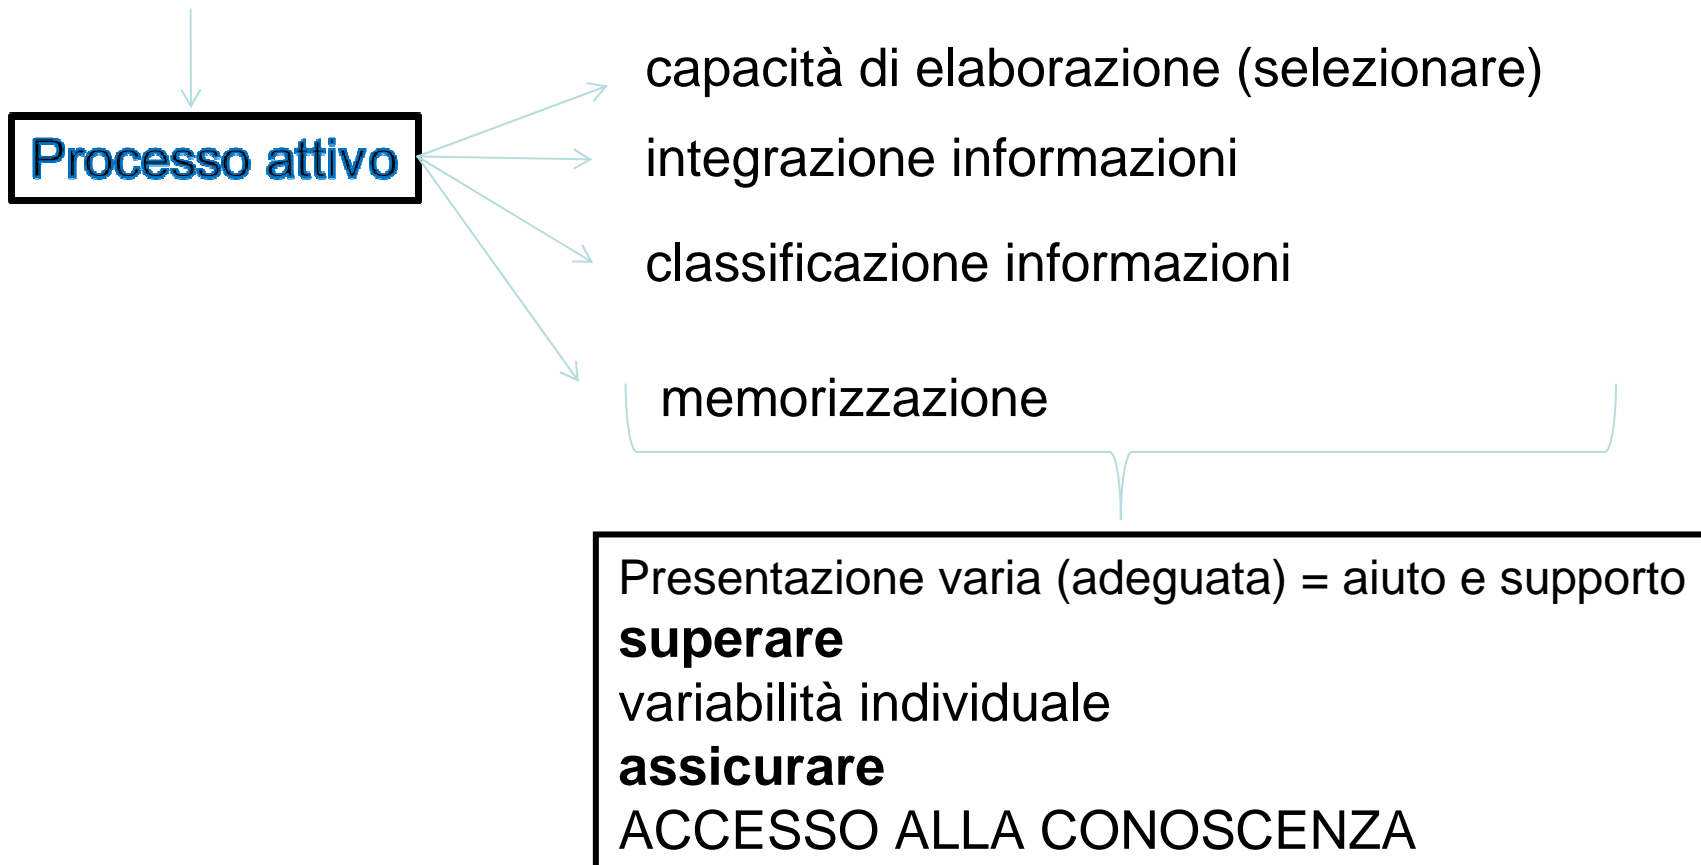 capacità di elaborazione (selezionare)
Processo attivo
integrazione informazioni
classificazione informazioni
memorizzazione
Presentazione varia (adeguata) = aiuto e supporto
superare
variabilità individuale
assicurare
ACCESSO ALLA CONOSCENZA